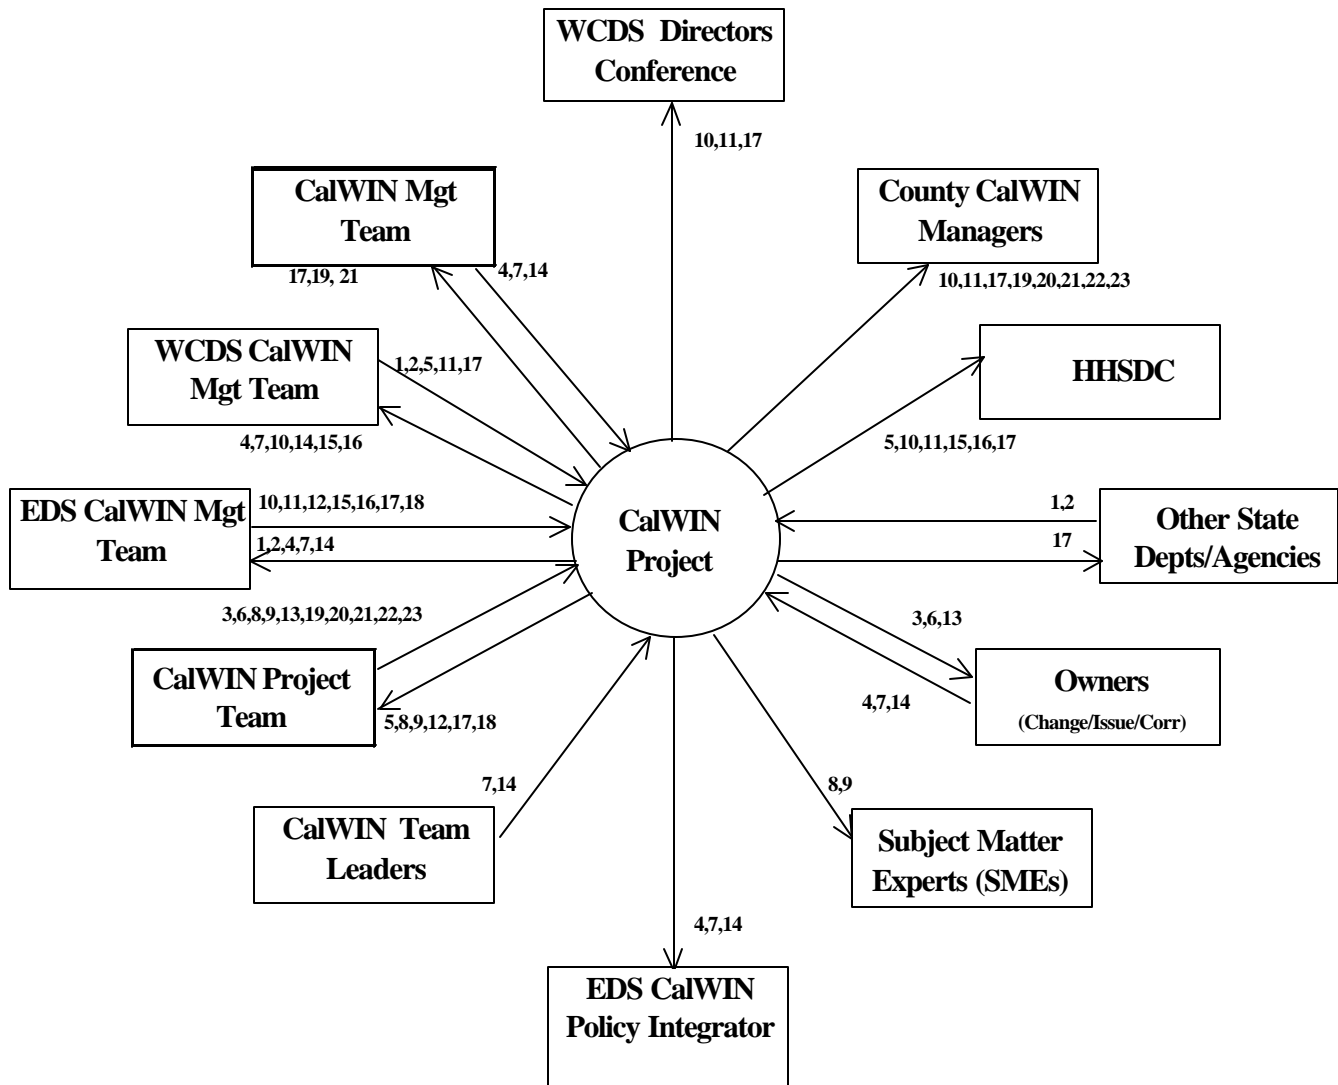 WCDS Directors
Conference
10,11,17
CalWIN Mgt
Team
17,19, 21
4,7,14
County CalWIN
Managers
10,11,17,19,20,21,22,23
WCDS CalWIN
Mgt Team
1,2,5,11,17
4,7,10,14,15,16
HHSDC
5,10,11,15,16,17
EDS CalWIN Mgt
Team
10,11,12,15,16,17,18
1,2,4,7,14
CalWIN
Project
1,2
17
Other State
Depts/Agencies
3,6,8,9,13,19,20,21,22,23
CalWIN Project
Team
5,8,9,12,17,18
3,6,13
4,7,14
Owners
(Change/Issue/Corr)
7,14
CalWIN Team
Leaders
8,9
Subject Matter
Experts (SMEs)
4,7,14
EDS CalWIN
Policy Integrator